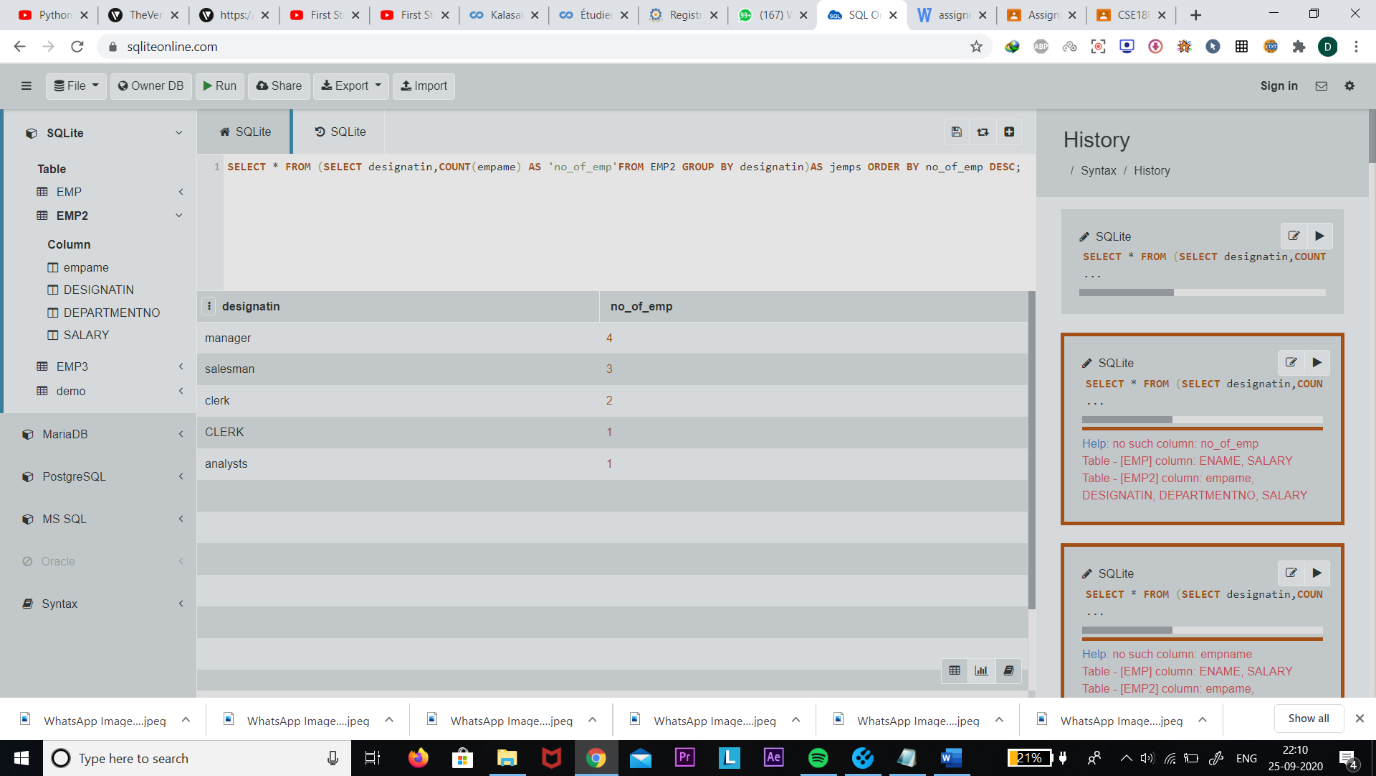 Python
TheVer
https:/
First St
First St
Kalasal
Étudier
Registr
(167) W
SQL O
assignr
Assign
CSE18
sqliteonline.com
File
Owner DB
Run
Share
Export
Import
Sign in
SQLite
Table
EMP
EMP2
Column
empame
DESIGNATIN
DEPARTMENTNO
SALARY
EMP3
demo
MariaDB
PostgreSQL
MS SQL
Oracle
Syntax
SQLite
SQLite
1 SELECT * FROM (SELECT designatin,COUNT(empame) AS 'no_of_emp'FROM EMP2 GROUP BY designatin)AS jemps ORDER BY no_of_emp DESC;
designatin no_of_emp
manager 4
salesman 3
clerk 2
CLERK 1
analysts 1
History
/ Syntax / History
SQLite
SELECT * FROM (SELECT designatin,COUNT
...
SQLite
SELECT * FROM (SELECT designatin,COUN
...
Help: no such column: no_of_emp
Table - [EMP] column: ENAME, SALARY
Table - [EMP2] column: empame,
DESIGNATIN, DEPARTMENTNO, SALARY
SQLite
SELECT * FROM (SELECT designatin,COUN
...
Help: no such column: empname
Table - [EMP] column: ENAME, SALARY
Table - [EMP2] column: empame,
WhatsApp Image....jpeg
WhatsApp Image....jpeg
WhatsApp Image....jpeg
WhatsApp Image....jpeg
WhatsApp Image....jpeg
WhatsApp Image....jpeg
Show all
Type here to search
21%
ENG
22:10
25-09-2020
4